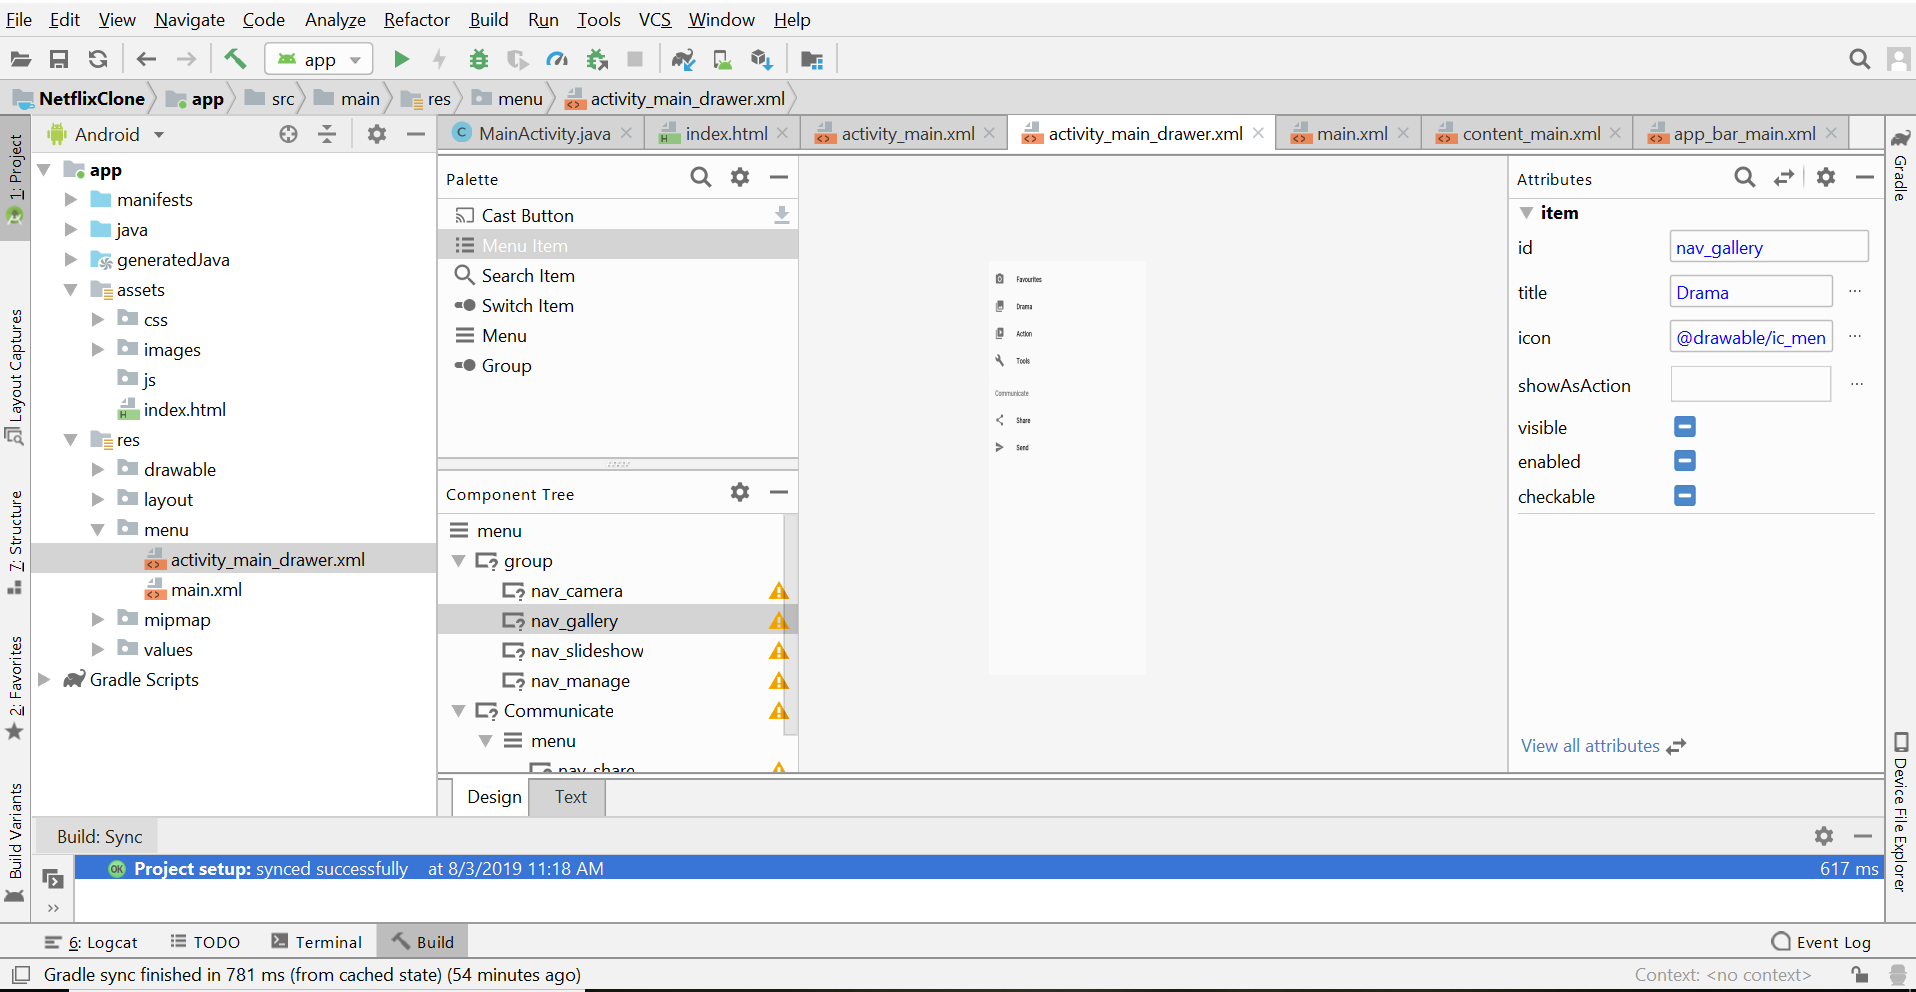 File Edit View Navigate Code Analyze Refactor Build Run Tools VCS Window Help
app
NetflixClone app src main res menu activity_main_drawer.xml
Android
MainActivity.java index.html activity_main.xml activity_main_drawer.xml main.xml content_main.xml app_bar_main.xml
1: Project
Layout Captures
7: Structure
2: Favorites
Build Variants
app
manifests
java
generatedJava
assets
css
images
js
index.html
res
drawable
layout
menu
activity_main_drawer.xml
main.xml
mipmap
values
Gradle Scripts
Palette
Cast Button
Menu Item
Search Item
Switch Item
Menu
Group
Component Tree
menu
group
nav_camera
nav_gallery
nav_slideshow
nav_manage
Communicate
menu
nav_share
Favourites
Drama
Action
Tools
Communicate
Share
Send
Attributes
item
id nav_gallery
title Drama ...
icon @drawable/ic_men ...
showAsAction ...
visible
enabled
checkable
View all attributes
Gradle
Device File Explorer
Design Text
Build: Sync
OK Project setup: synced successfully at 8/3/2019 11:18 AM 617 ms
6: Logcat TODO Terminal Build Event Log
Gradle sync finished in 781 ms (from cached state) (54 minutes ago) Context: <no context>